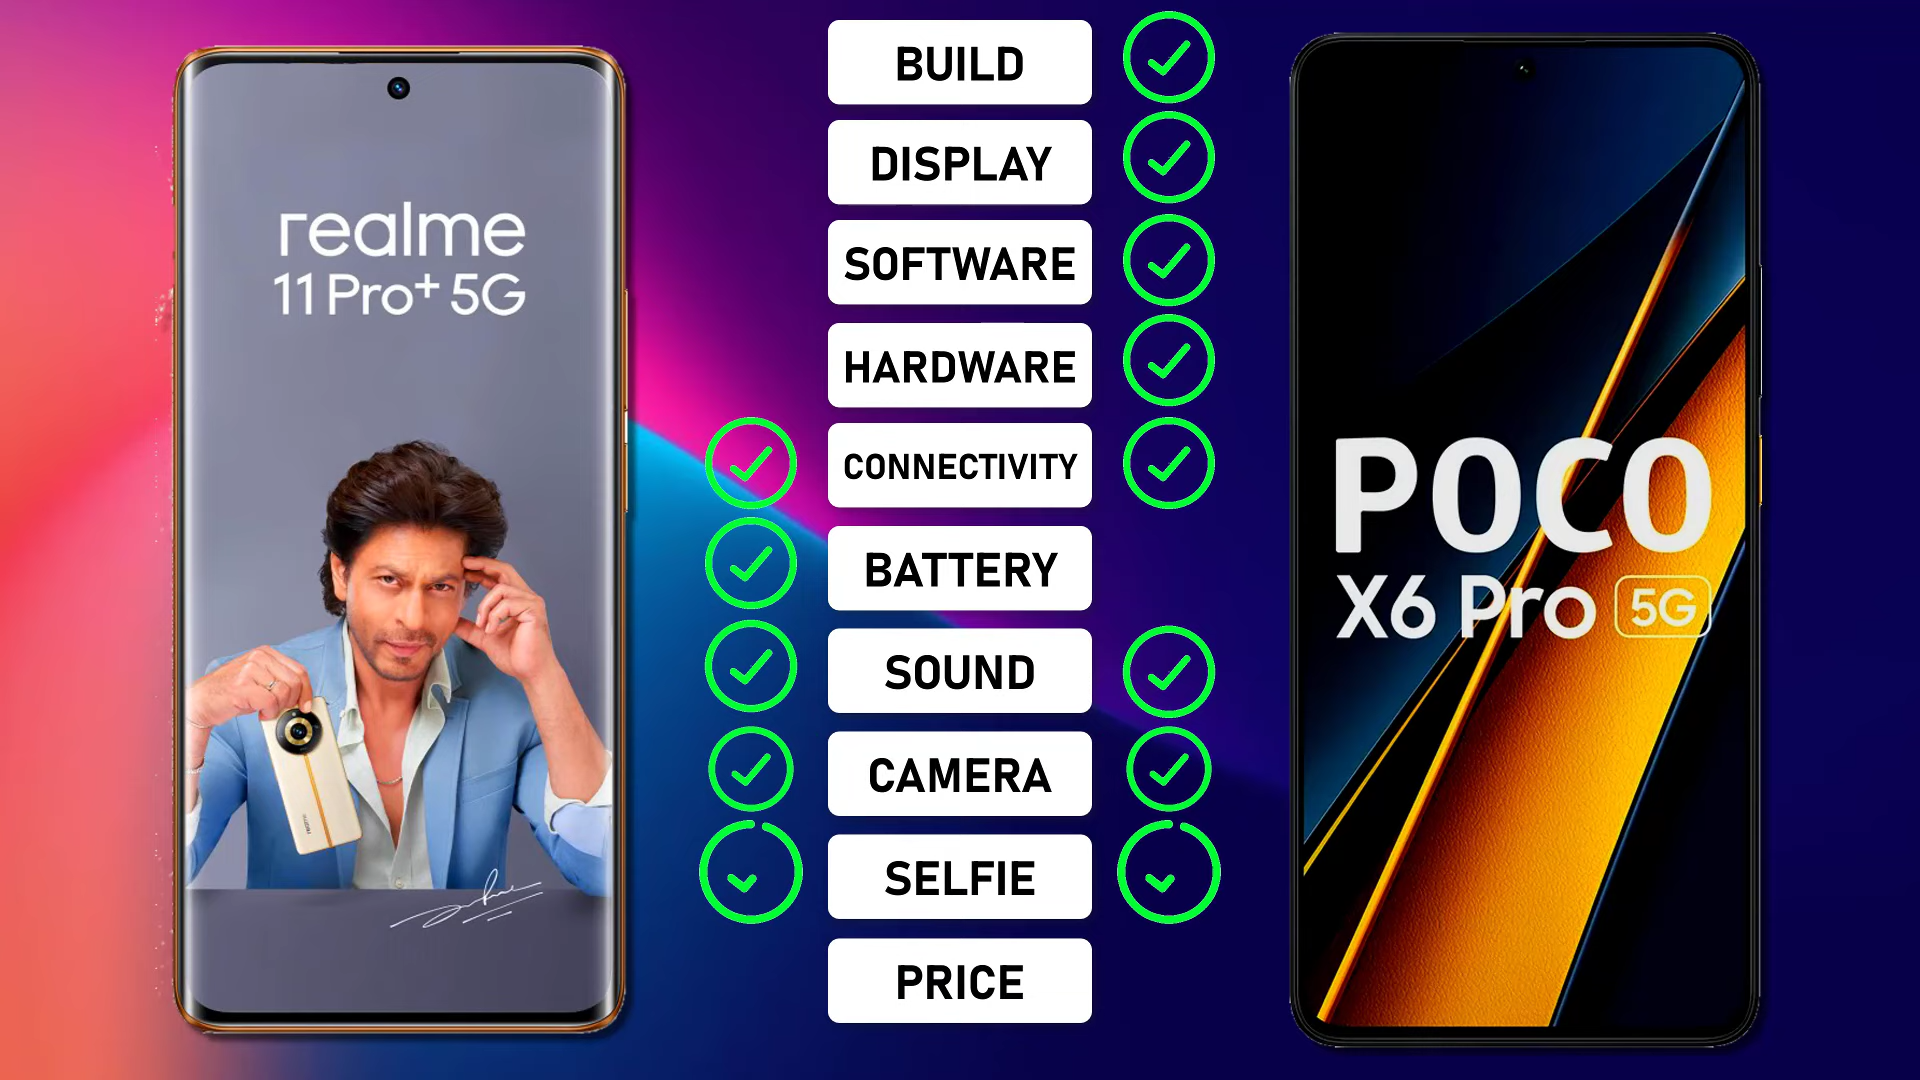 realme
11 Pro+ 5G
BUILD
DISPLAY
SOFTWARE
HARDWARE
CONNECTIVITY
BATTERY
SOUND
CAMERA
SELFIE
PRICE
POCO
X6 Pro 5G